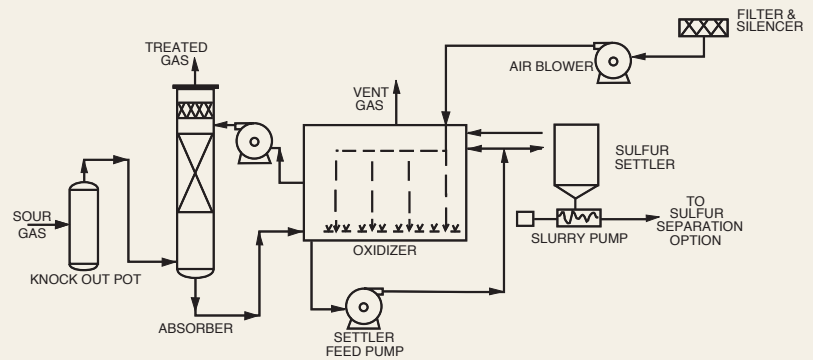 FILTER &
SILENCER
TREATED
GAS
AIR BLOWER
VENT
GAS
SULFUR
SETTLER
SOUR
GAS
TO
SULFUR
SEPARATION
OPTION
SLURRY PUMP
OXIDIZER
KNOCK OUT POT
ABSORBER
SETTLER
FEED PUMP